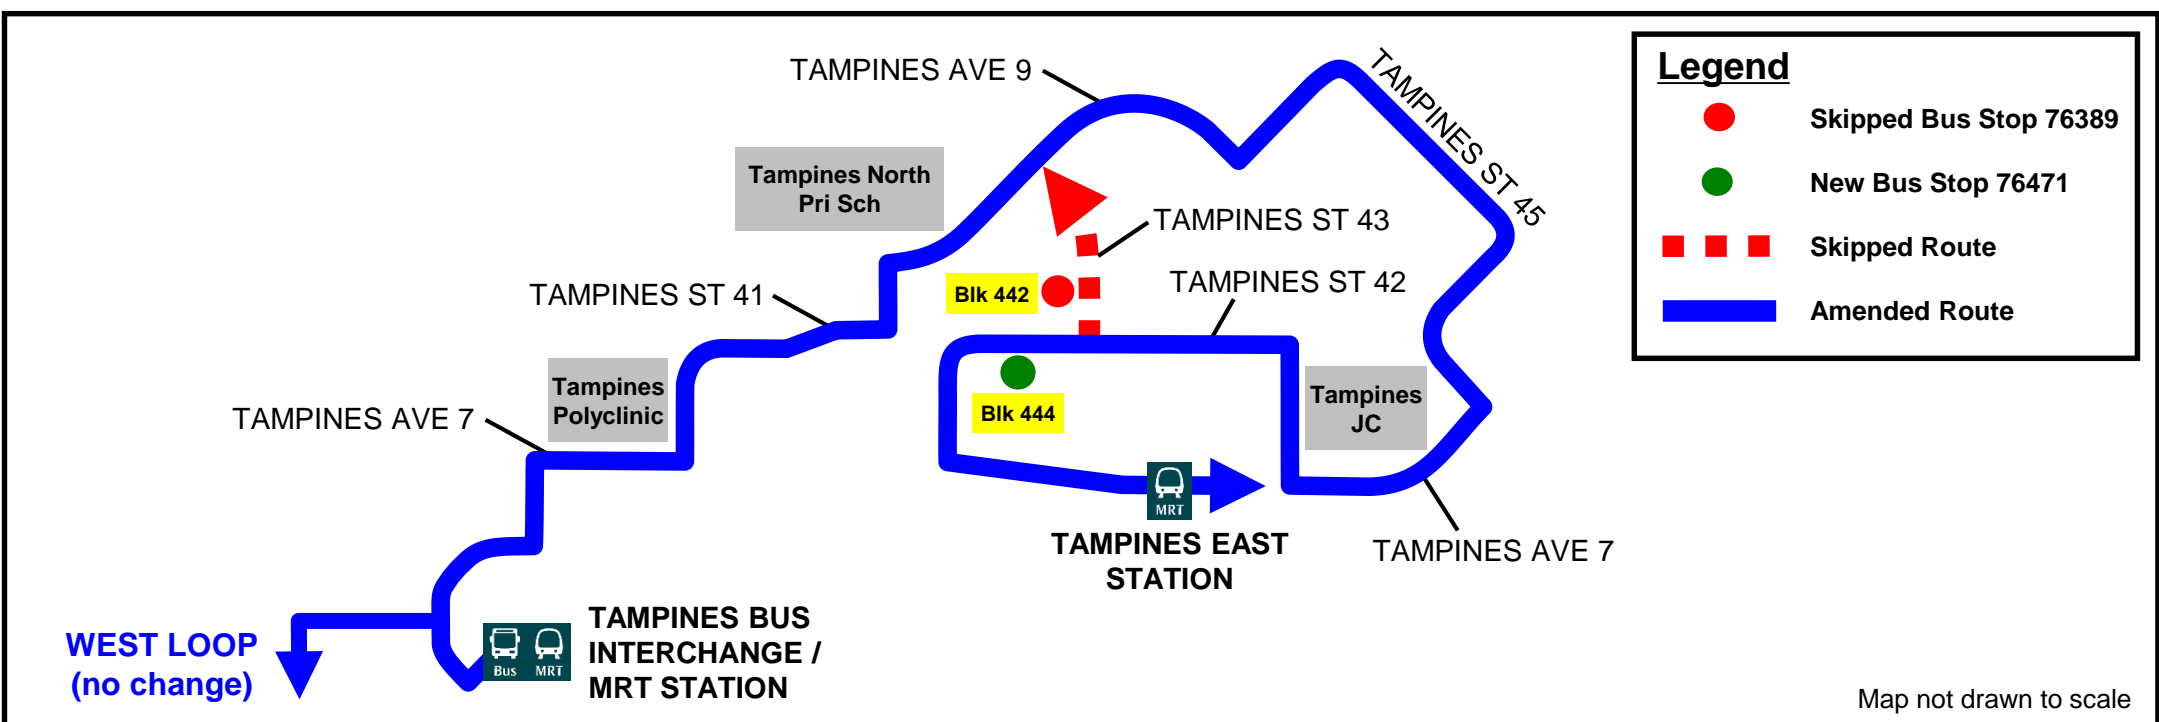 TAMPINES AVE 9
TAMPINES ST 45
Tampines North
Pri Sch
TAMPINES ST 43
TAMPINES ST 41
Blk 442
TAMPINES ST 42
Tampines
Polyclinic
TAMPINES AVE 7
Blk 444
Tampines
JC
MRT
TAMPINES EAST
STATION
TAMPINES AVE 7
WEST LOOP
(no change)
Bus MRT
TAMPINES BUS
INTERCHANGE /
MRT STATION
Legend
Skipped Bus Stop 76389
New Bus Stop 76471
Skipped Route
Amended Route
Map not drawn to scale